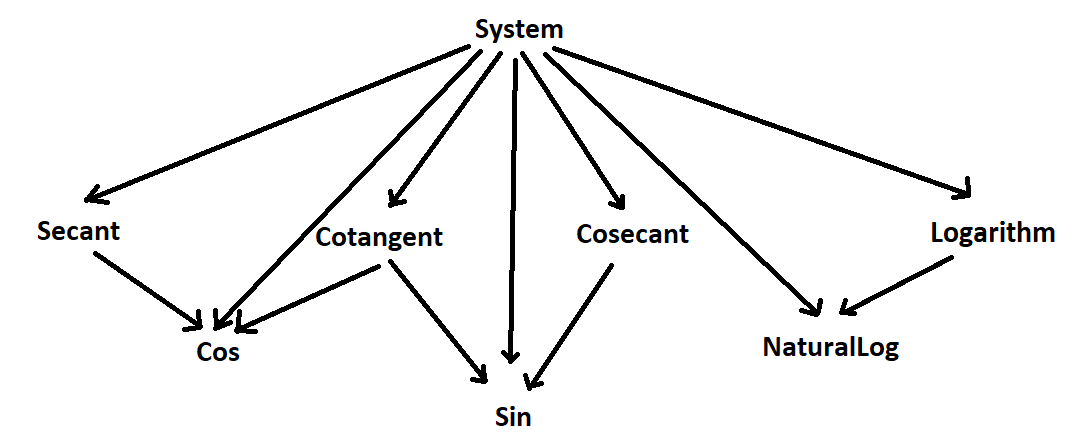 System
Secant
Cotangent
Cosecant
Logarithm
Cos
NaturalLog
Sin